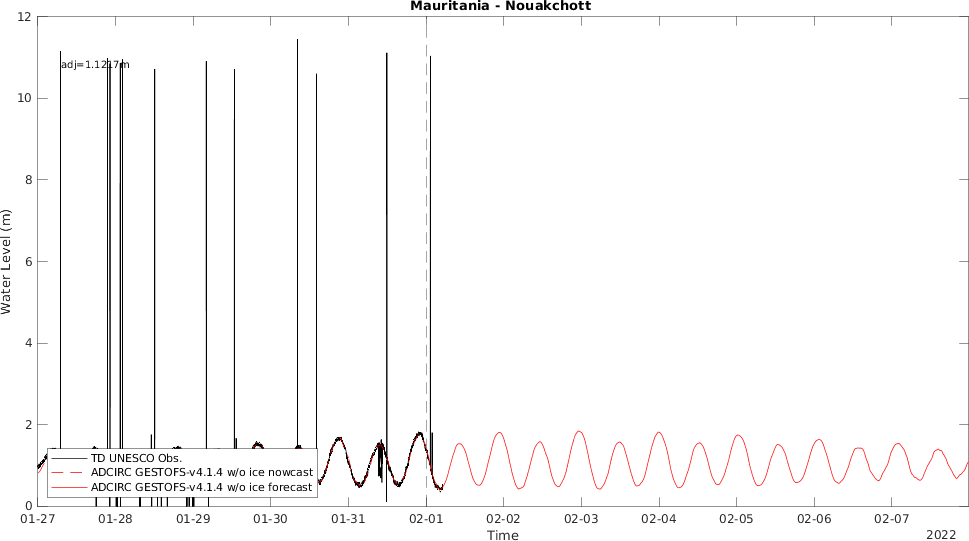 Mauritania - Nouakchott
12
10
8
6
4
2
0
Water Level (m)
adj=1.1217m
TD UNESCO Obs.
ADCIRC GESTOFS-v4.1.4 w/o ice nowcast
ADCIRC GESTOFS-v4.1.4 w/o ice forecast
01-27 01-28 01-29 01-30 01-31 02-01 02-02 02-03 02-04 02-05 02-06 02-07
Time
2022